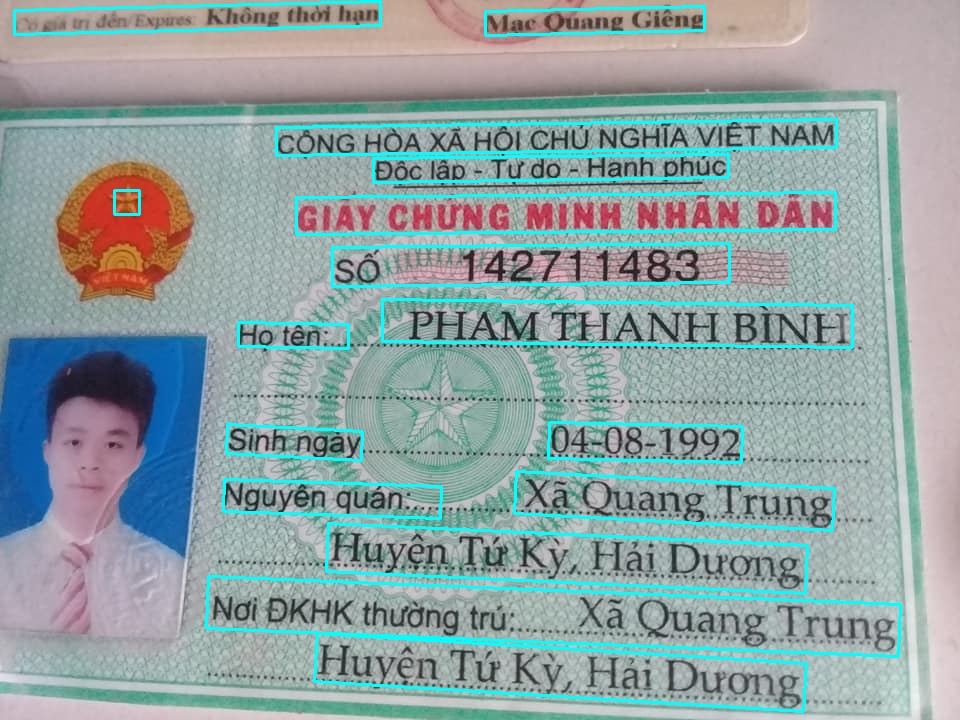 Có giá trị đến/Expires: Không thời hạn
Mạc Quang Giêng
CỘNG HÒA XÃ HỘI CHỦ NGHĨA VIỆT NAM
Độc lập - Tự do - Hạnh phúc
GIẤY CHỨNG MINH NHÂN DÂN
SỐ 142711483
VIỆT NAM
Họ tên: PHẠM THANH BÌNH
Sinh ngày 04-08-1992
Nguyên quán: Xã Quang Trung
Huyện Tứ Kỳ, Hải Dương
Nơi ĐKHK thường trú: Xã Quang Trung
Huyện Tứ Kỳ, Hải Dương